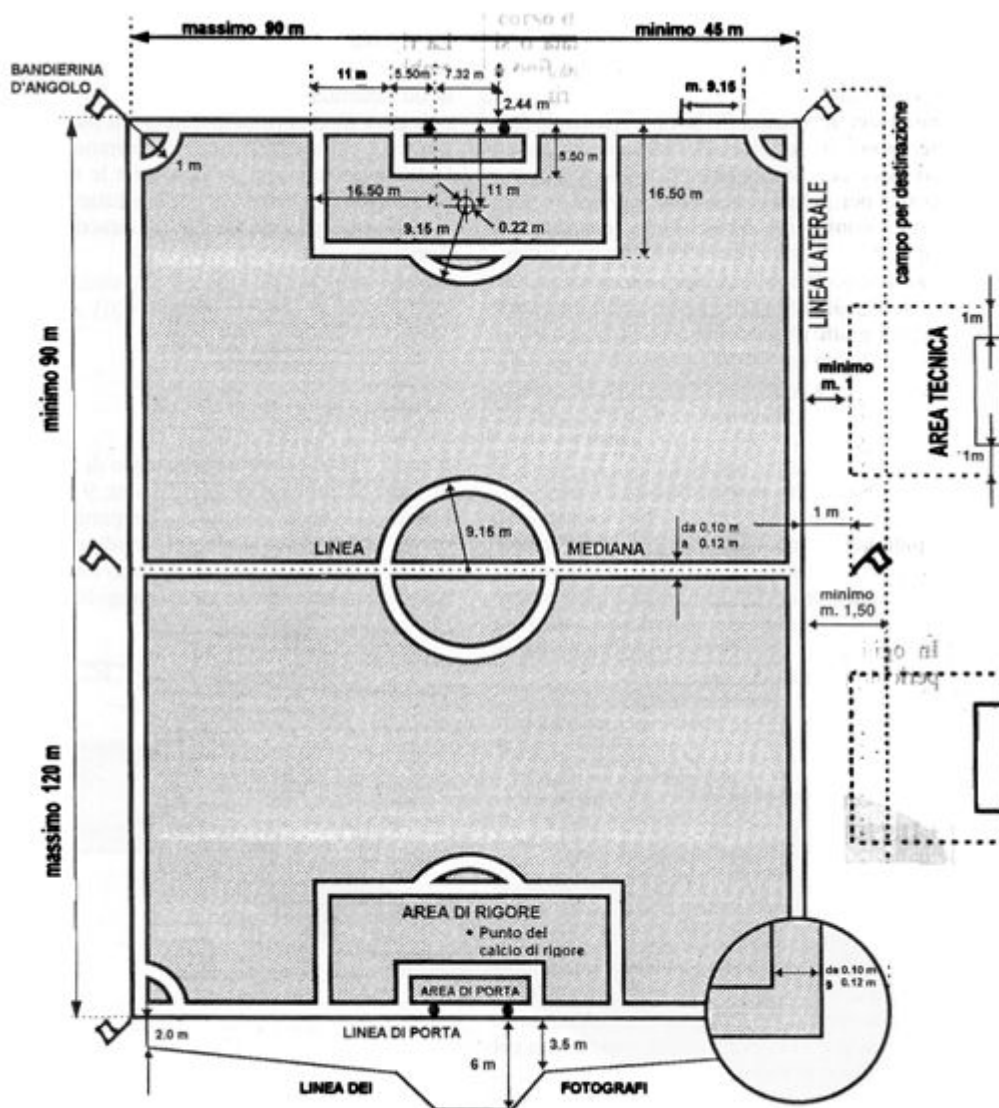 massimo 90 m
minimo 45 m
BANDIERINA
D'ANGOLO
11 m
5.50m
7.32 m
2.44 m
m. 9.15
1 m
5.50 m
16.50 m
11 m
16.50 m
9.15 m
0.22 m
LINEA LATERALE
campo per destinazione
minimo 90 m
1m
minimo
m. 1
AREA TECNICA
1m
9.15 m
da 0.10 m
a 0.12 m
1 m
LINEA
MEDIANA
minimo
m. 1,50
In
massimo 120 m
AREA DI RIGORE
Punto del
calcio di rigore
AREA DI PORTA
da 0.10 m
0.12 m
2.0 m
LINEA DI PORTA
3.5 m
6 m
LINEA DEI
FOTOGRAFI